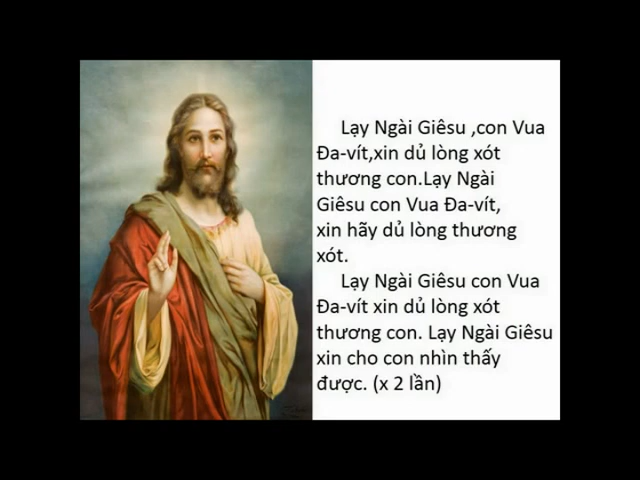 Lạy Ngài Giêsu ,con Vua
Đa-vít,xin dủ lòng xót
thương con.Lạy Ngài
Giêsu con Vua Đa-vít,
xin hãy dủ lòng thương
xót.
Lạy Ngài Giêsu con Vua
Đa-vít xin dủ lòng xót
thương con. Lạy Ngài Giêsu
xin cho con nhìn thấy
được. (x 2 lần)